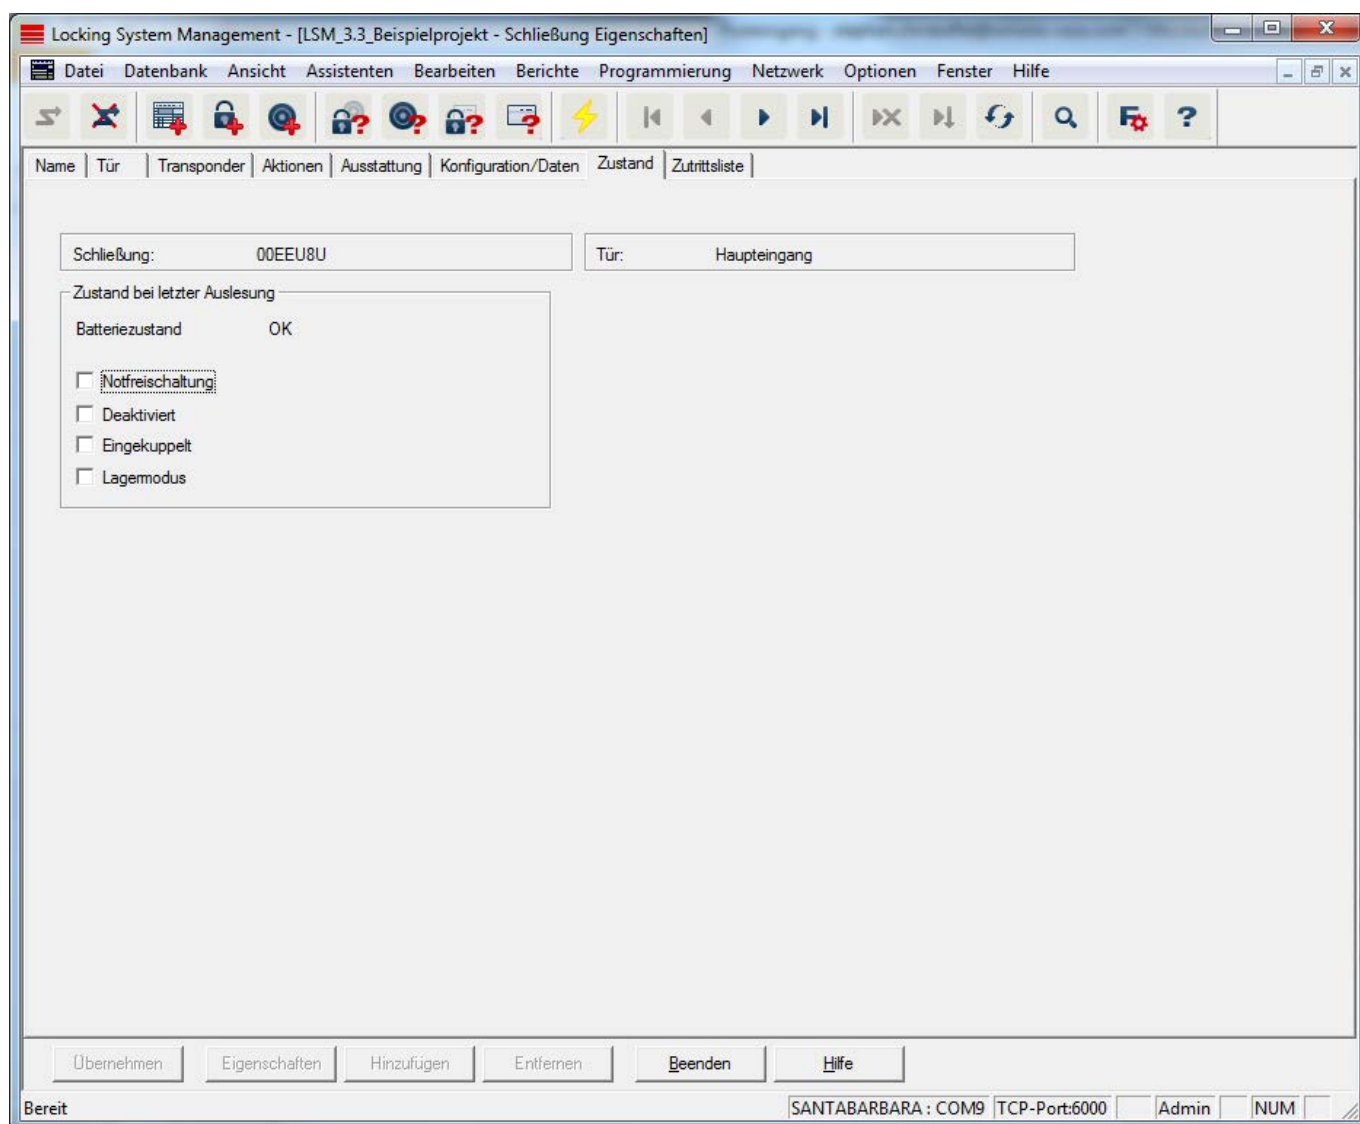 Locking System Management - [LSM_3.3_Beispielprojekt - Schließung Eigenschaften]
Datei Datenbank Ansicht Assistenten Bearbeiten Berichte Programmierung Netzwerk Optionen Fenster Hilfe
Name Tür Transponder Aktionen Ausstattung Konfiguration/Daten Zustand Zutrittsliste
Schließung: 00EEU8U Tür: Haupteingang
Zustand bei letzter Auslesung
Batteriezustand OK
Notfreischaltung
Deaktiviert
Eingekuppelt
Lagermodus
Übernehmen Eigenschaften Hinzufügen Entfernen Beenden Hilfe
Bereit SANTABARBARA : COM9 TCP-Port:6000 Admin NUM